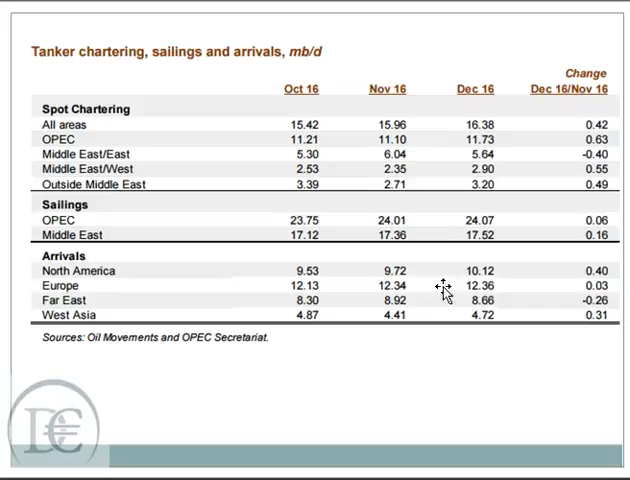 Tanker chartering, sailings and arrivals, mb/d
Change
Oct 16 Nov 16 Dec 16 Dec 16/Nov 16
Spot Chartering
All areas 15.42 15.96 16.38 0.42
OPEC 11.21 11.10 11.73 0.63
Middle East/East 5.30 6.04 5.64 -0.40
Middle East/West 2.53 2.35 2.90 0.55
Outside Middle East 3.39 2.71 3.20 0.49
Sailings
OPEC 23.75 24.01 24.07 0.06
Middle East 17.12 17.36 17.52 0.16
Arrivals
North America 9.53 9.72 10.12 0.40
Europe 12.13 12.34 12.36 0.03
Far East 8.30 8.92 8.66 -0.26
West Asia 4.87 4.41 4.72 0.31
Sources: Oil Movements and OPEC Secretariat.